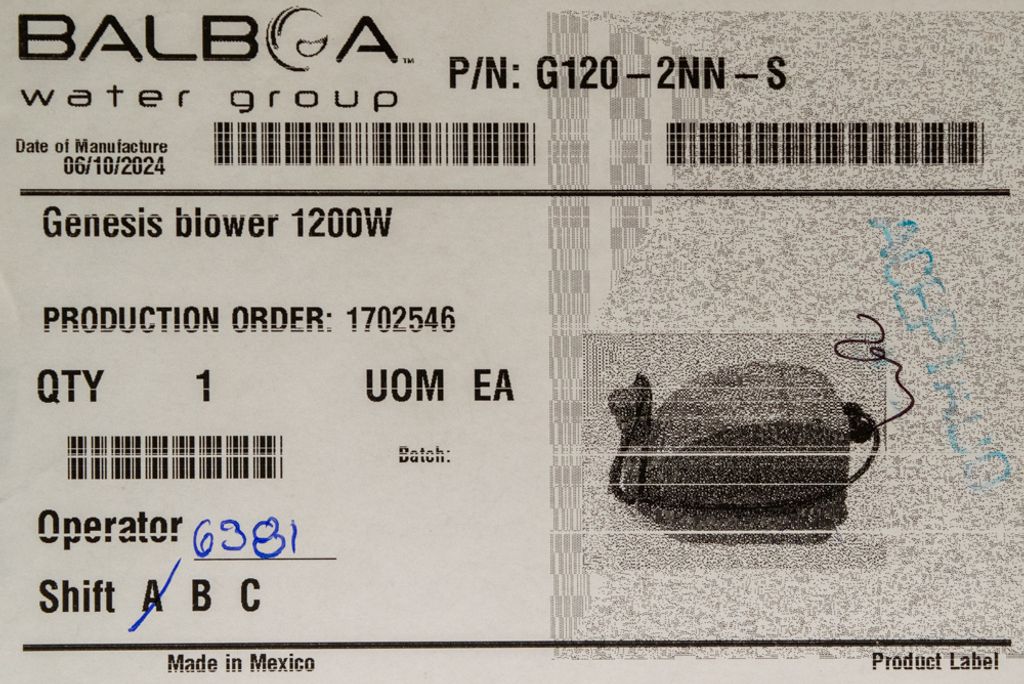 BALBOA™
water group
P/N: G120-2NN-S
Date of Manufacture
06/10/2024
Genesis blower 1200W
PRODUCTION ORDER: 1702546
QTY 1 UOM EA
Batch:
Operator 6381
Shift A B C
Made in Mexico
Product Label